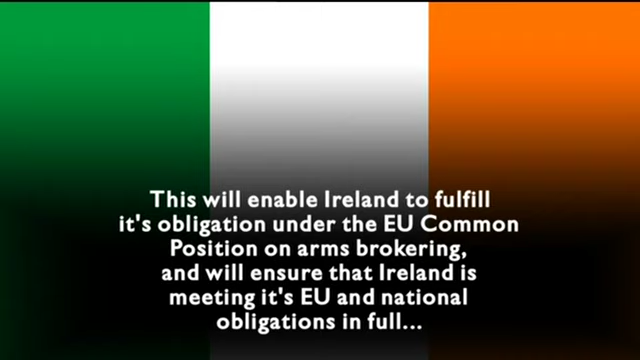 This will enable Ireland to fulfill
it's obligation under the EU Common
Position on arms brokering,
and will ensure that Ireland is
meeting it's EU and national
obligations in full...